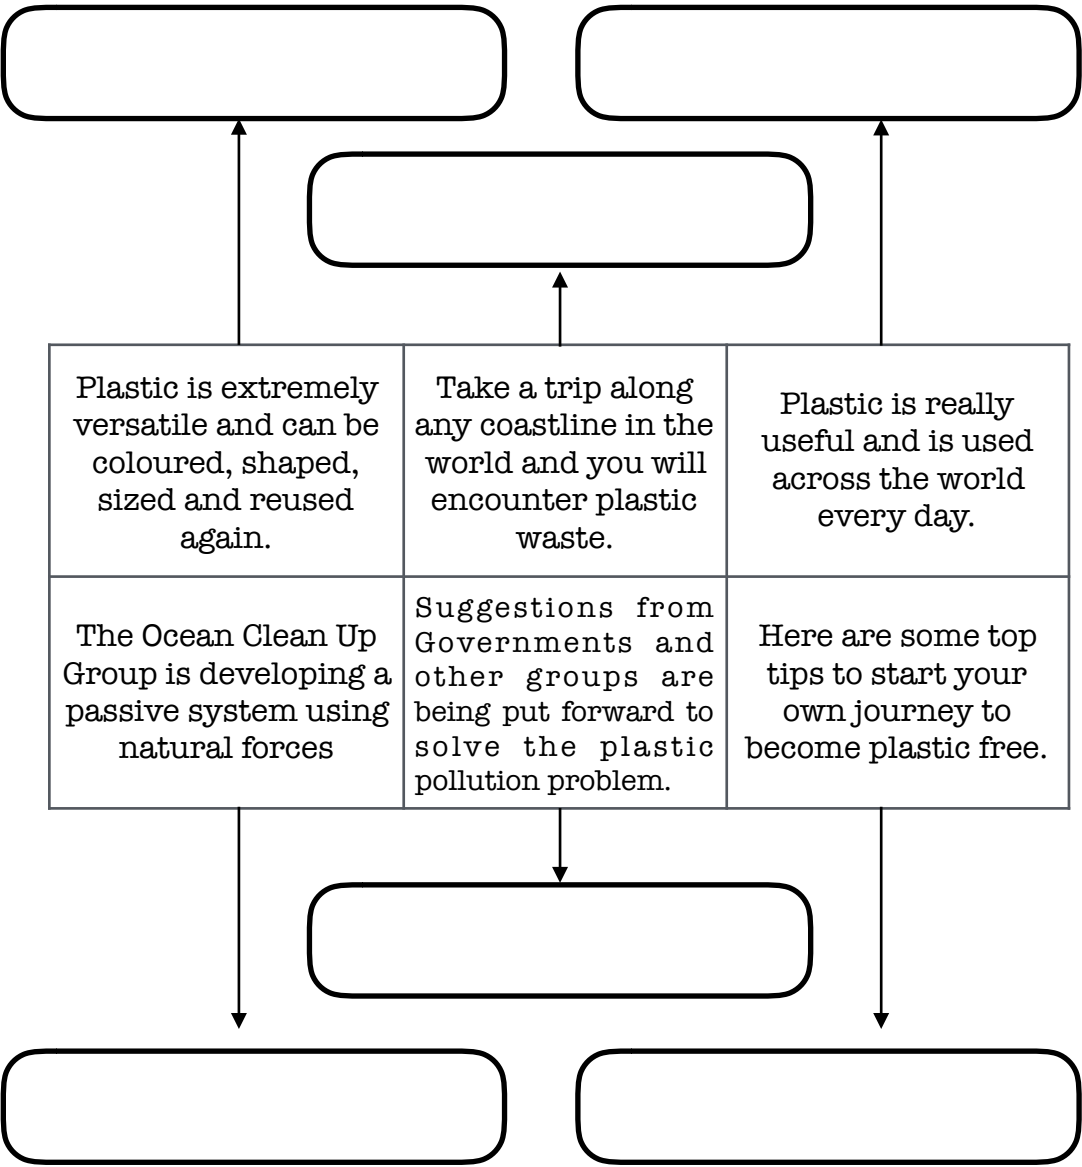 Plastic is extremely
versatile and can be
coloured, shaped,
sized and reused
again.
Take a trip along
any coastline in the
world and you will
encounter plastic
waste.
Plastic is really
useful and is used
across the world
every day.
The Ocean Clean Up
Group is developing a
passive system using
natural forces
Suggestions from
Governments and
other groups are
being put forward to
solve the plastic
pollution problem.
Here are some top
tips to start your
own journey to
become plastic free.